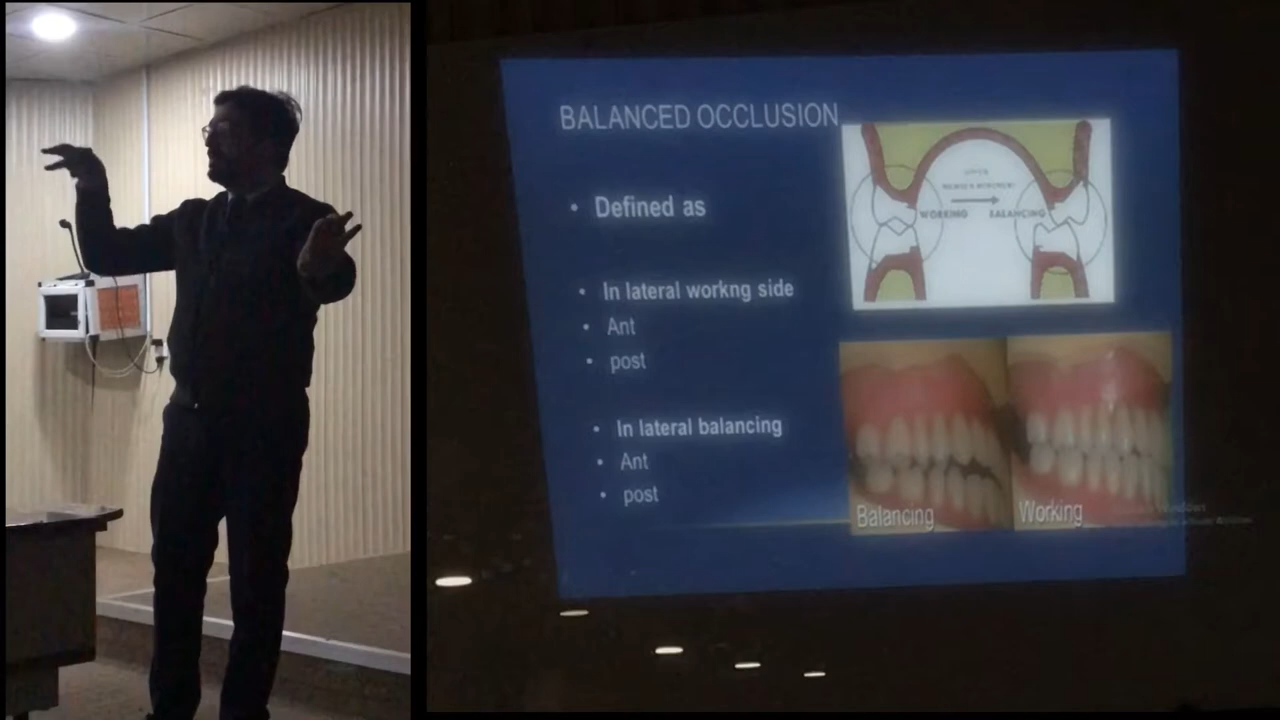 BALANCED OCCLUSION
• Defined as
• In lateral workng side
• Ant
• post
• In lateral balancing
• Ant
• post
WORKING BALANCING
Balancing
Working